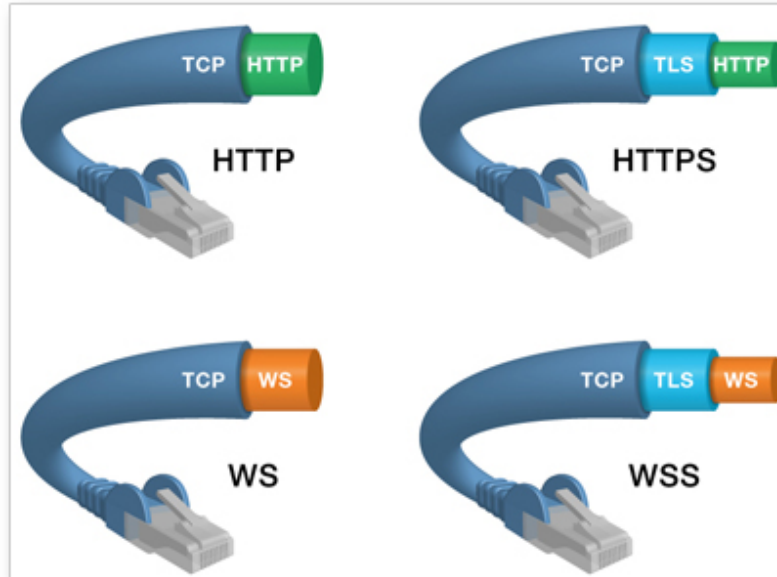 TCP HTTP
HTTP
TCP TLS HTTP
HTTPS
TCP WS
WS
TCP TLS WS
WSS